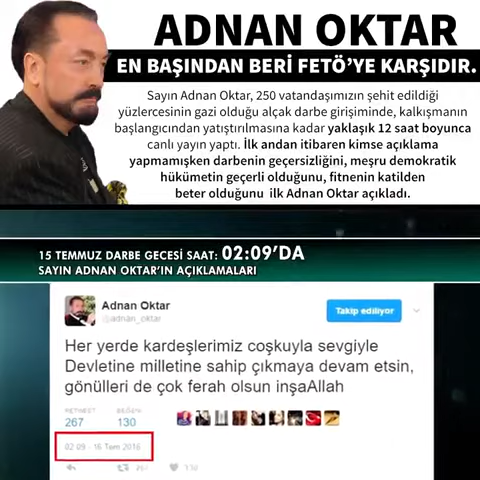 ADNAN OKTAR
EN BAŞINDAN BERİ FETÖ'YE KARŞIDIR.
Sayın Adnan Oktar, 250 vatandaşımızın şehit edildiği
yüzlercesinin gazi olduğu alçak darbe girişiminde, kalkışmanın
başlangıcından yatıştırılmasına kadar yaklaşık 12 saat boyunca
canlı yayın yaptı. İlk andan itibaren kimse açıklama
yapmamışken darbenin geçersizliğini, meşru demokratik
hükümetin geçerli olduğunu, fitnenin katilden
beter olduğunu ilk Adnan Oktar açıkladı.
15 TEMMUZ DARBE GECESİ SAAT: 02:09'DA
SAYIN ADNAN OKTAR'IN AÇIKLAMALARI
Adnan Oktar
@adnan_oktar
Takip ediliyor
Her yerde kardeşlerimiz coşkuyla sevgiyle
Devletine milletine sahip çıkmaya devam etsin,
gönülleri de çok ferah olsun inşaAllah
RETWEET BEĞENİ
267 130
02:09 - 16 Tem 2016
267 130